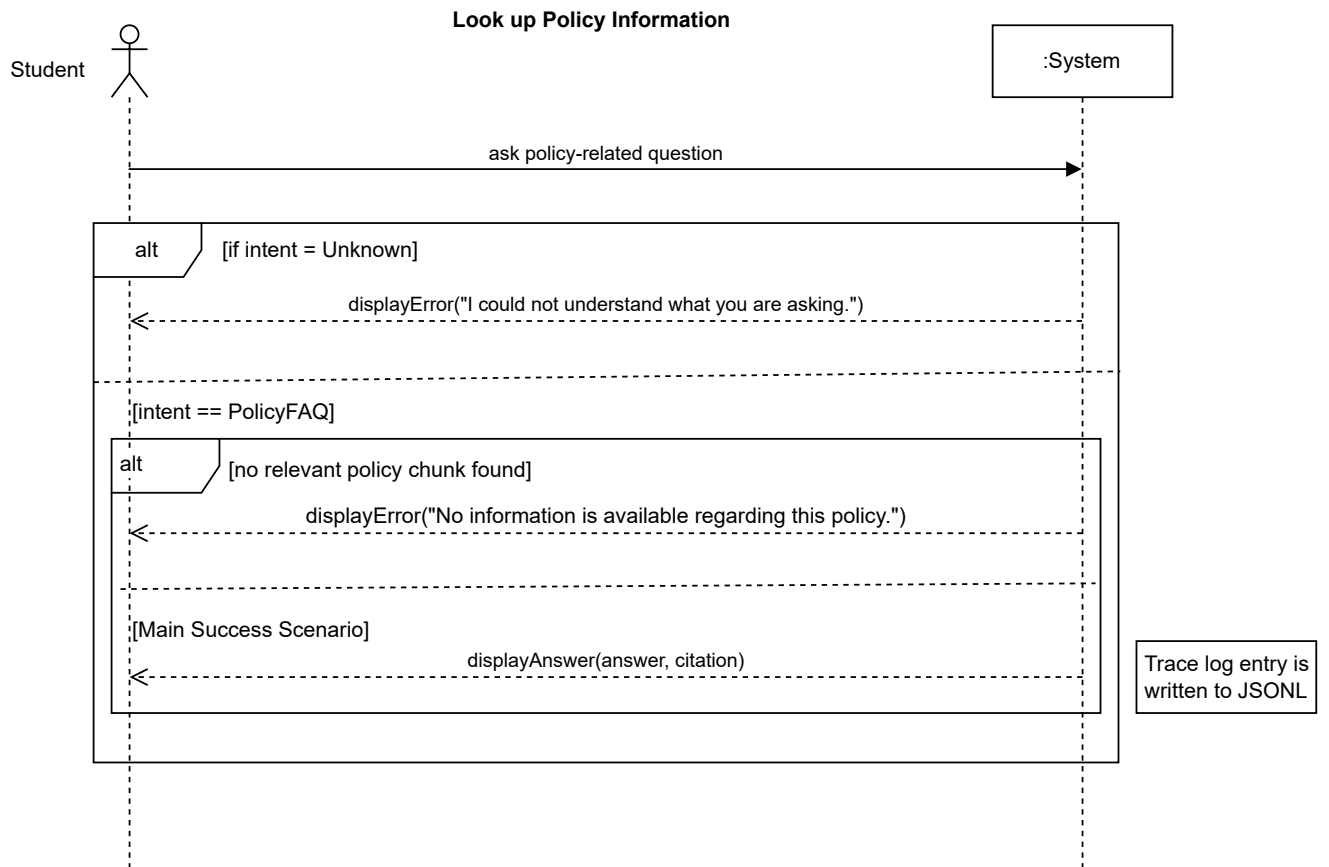 Look up Policy Information
Student
:System
ask policy-related question
alt
[if intent = Unknown]
displayError("I could not understand what you are asking.")
[intent == PolicyFAQ]
alt
[no relevant policy chunk found]
displayError("No information is available regarding this policy.")
[Main Success Scenario]
displayAnswer(answer, citation)
Trace log entry is
written to JSONL